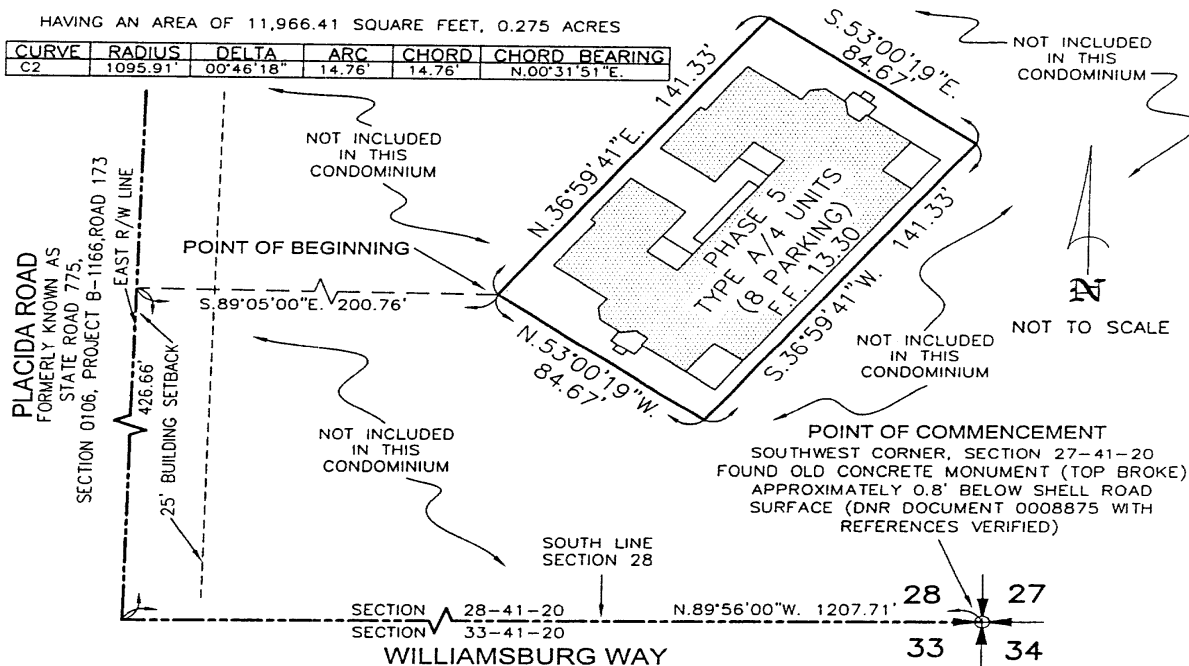 HAVING AN AREA OF 11,966.41 SQUARE FEET, 0.275 ACRES
CURVE RADIUS DELTA ARC CHORD CHORD BEARING
C2 1095.91' 00°46'18" 14.76' 14.76' N.00°31'51"E.
S.53°00'19"E.
84.67'
NOT INCLUDED
IN THIS
CONDOMINIUM
NOT INCLUDED
IN THIS
CONDOMINIUM
N.36°59'41"E. 141.33'
PHASE 5
TYPE A/4 UNITS
(8 PARKING)
F.F. 13.30
S.36°59'41"W. 141.33'
N
NOT TO SCALE
PLACIDA ROAD
FORMERLY KNOWN AS
STATE ROAD 775,
SECTION 0106, PROJECT B-1166,ROAD 173
EAST R/W LINE
426.66'
25' BUILDING SETBACK
POINT OF BEGINNING
S.89°05'00"E. 200.76'
N.53°00'19"W.
84.67'
NOT INCLUDED
IN THIS
CONDOMINIUM
NOT INCLUDED
IN THIS
CONDOMINIUM
POINT OF COMMENCEMENT
SOUTHWEST CORNER, SECTION 27-41-20
FOUND OLD CONCRETE MONUMENT (TOP BROKE)
APPROXIMATELY 0.8' BELOW SHELL ROAD
SURFACE (DNR DOCUMENT 0008875 WITH
REFERENCES VERIFIED)
SOUTH LINE
SECTION 28
SECTION 28-41-20
N.89°56'00"W. 1207.71'
28 27
SECTION 33-41-20
33 34
WILLIAMSBURG WAY